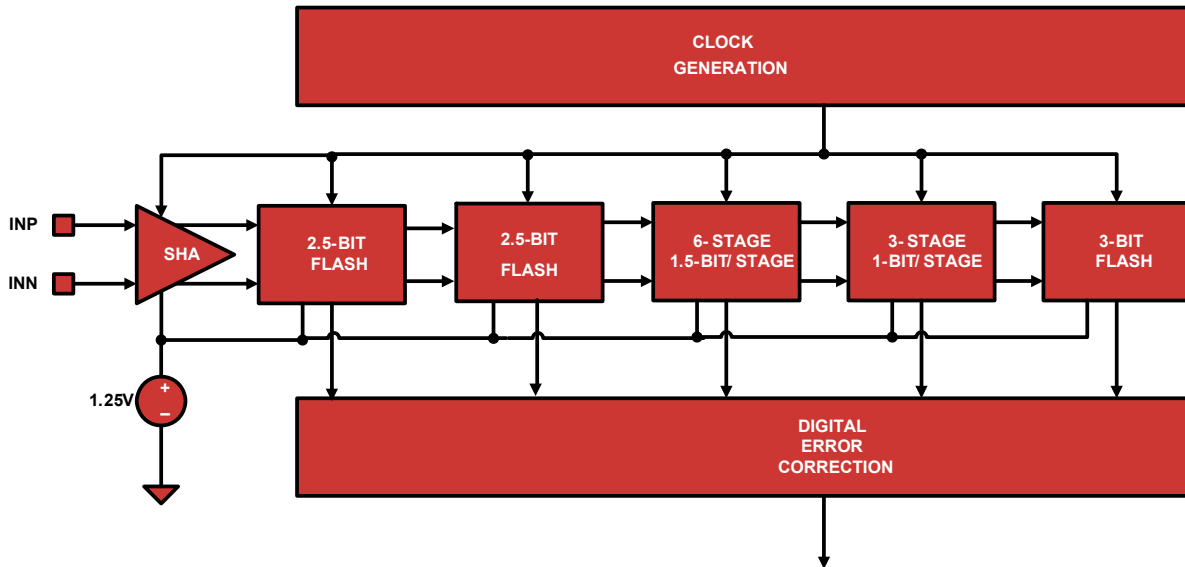 CLOCK
GENERATION
INP
INN
SHA
2.5-BIT
FLASH
2.5-BIT
FLASH
6- STAGE
1.5-BIT/ STAGE
3- STAGE
1-BIT/ STAGE
3-BIT
FLASH
1.25V
+
−
DIGITAL
ERROR
CORRECTION